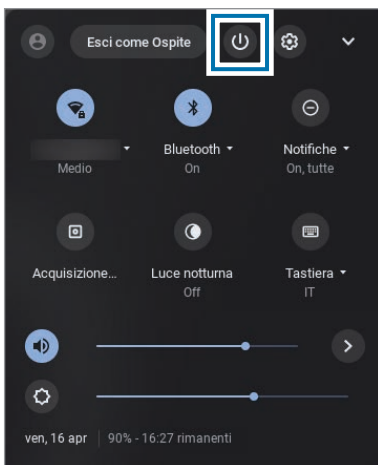 Esci come Ospite
Bluetooth
Notifiche
Medio
On
On, tutte
Acquisizione...
Luce notturna
Tastiera
Off
IT
ven, 16 apr
90% - 16:27 rimanenti